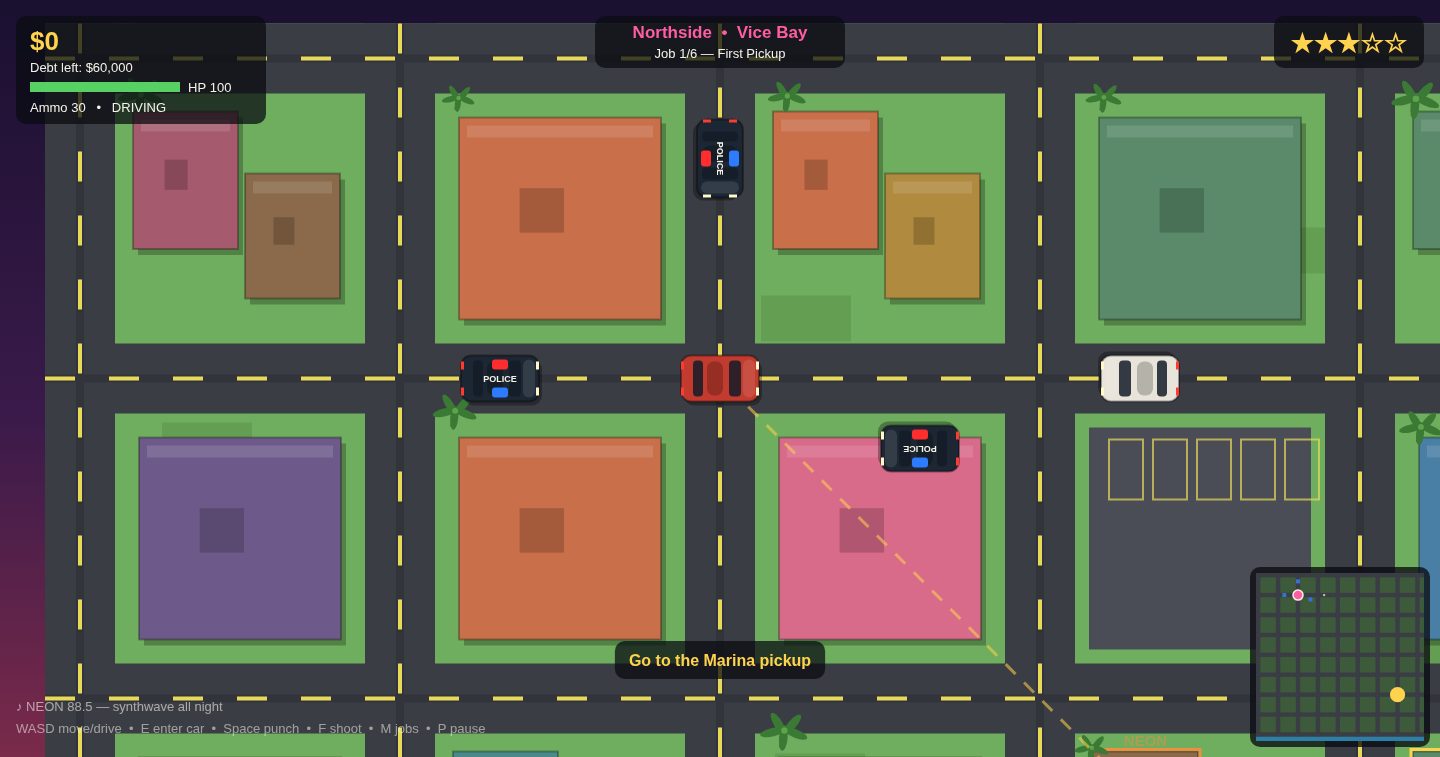 $0
Debt left: $60,000
HP 100
Ammo 30 • DRIVING
Northside • Vice Bay
Job 1/6 — First Pickup
★★★☆☆
POLICE
POLICE
POLICE
Go to the Marina pickup
♪ NEON 88.5 — synthwave all night
WASD move/drive • E enter car • Space punch • F shoot • M jobs • P pause
NEON